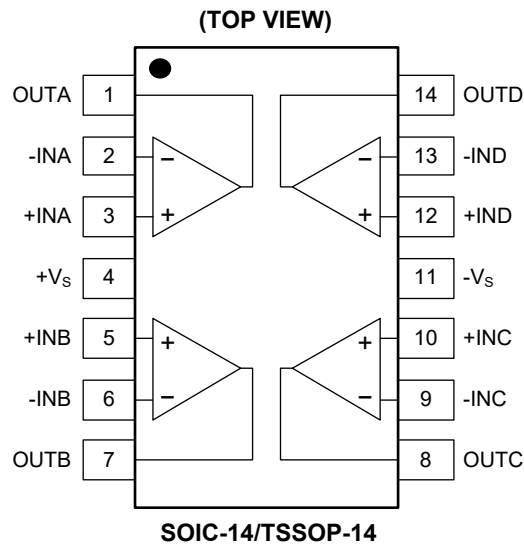 (TOP VIEW)
OUTA 1 14 OUTD
-INA 2 − − 13 -IND
+INA 3 + + 12 +IND
+VS 4 11 -VS
+INB 5 + + 10 +INC
-INB 6 − − 9 -INC
OUTB 7 8 OUTC
SOIC-14/TSSOP-14